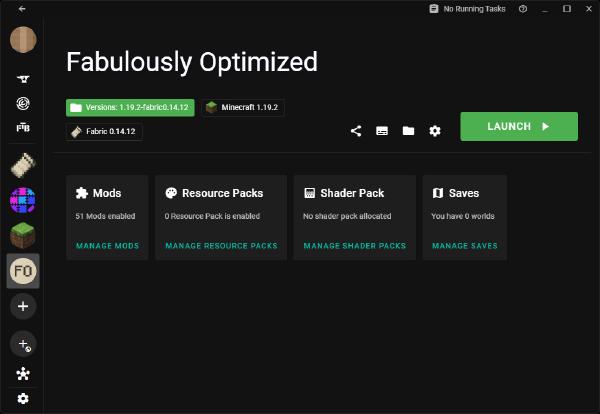 No Running Tasks
Fabulously Optimized
Versions: 1.19.2-fabric0.14.12
Minecraft 1.19.2
Fabric 0.14.12
LAUNCH
Mods
51 Mods enabled
MANAGE MODS
Resource Packs
0 Resource Pack is enabled
MANAGE RESOURCE PACKS
Shader Pack
No shader pack allocated
MANAGE SHADER PACKS
Saves
You have 0 worlds
MANAGE SAVES
FTB
FO